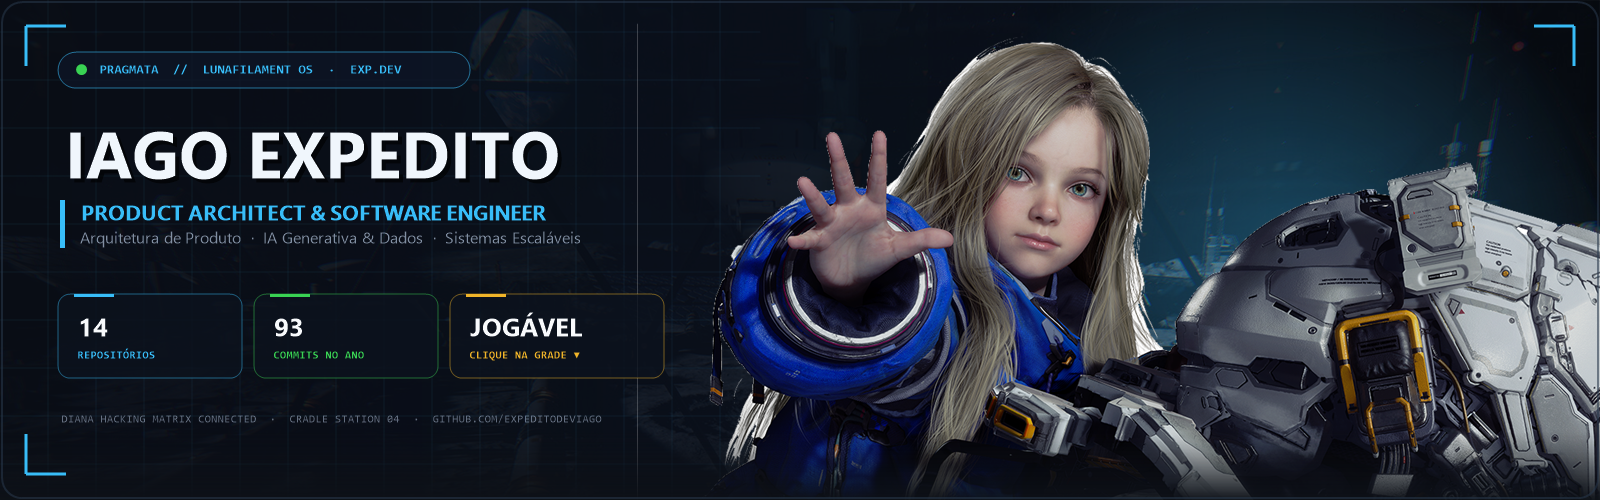 PRAGMATA // LUNAFILAMENT OS · EXP.DEV
IAGO EXPEDITO
PRODUCT ARCHITECT & SOFTWARE ENGINEER
Arquitetura de Produto · IA Generativa & Dados · Sistemas Escaláveis
14
REPOSITÓRIOS
93
COMMITS NO ANO
JOGÁVEL
CLIQUE NA GRADE ▼
DIANA HACKING MATRIX CONNECTED · CRADLE STATION 04 · GITHUB.COM/EXPEDITODEVIAGO
CAUTION